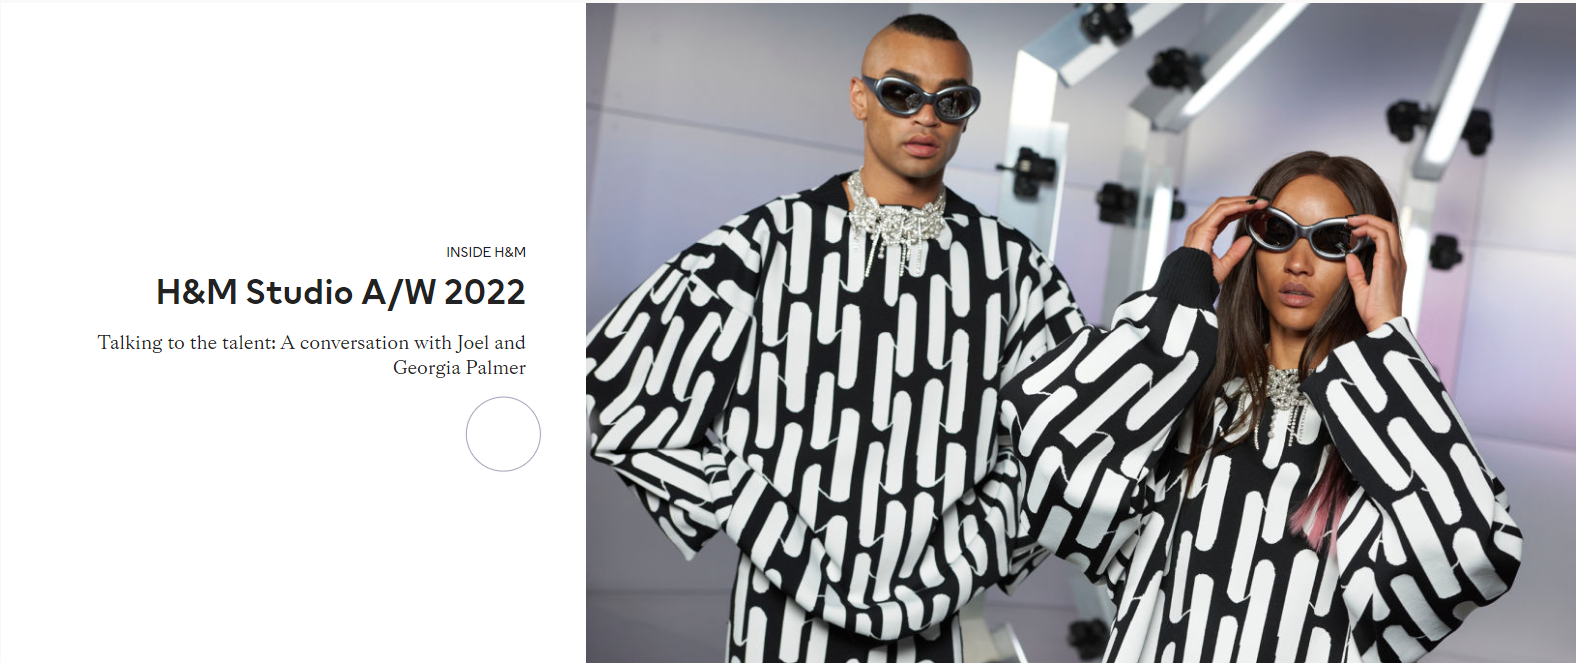 INSIDE H&M
H&M Studio A/W 2022
Talking to the talent: A conversation with Joel and
Georgia Palmer